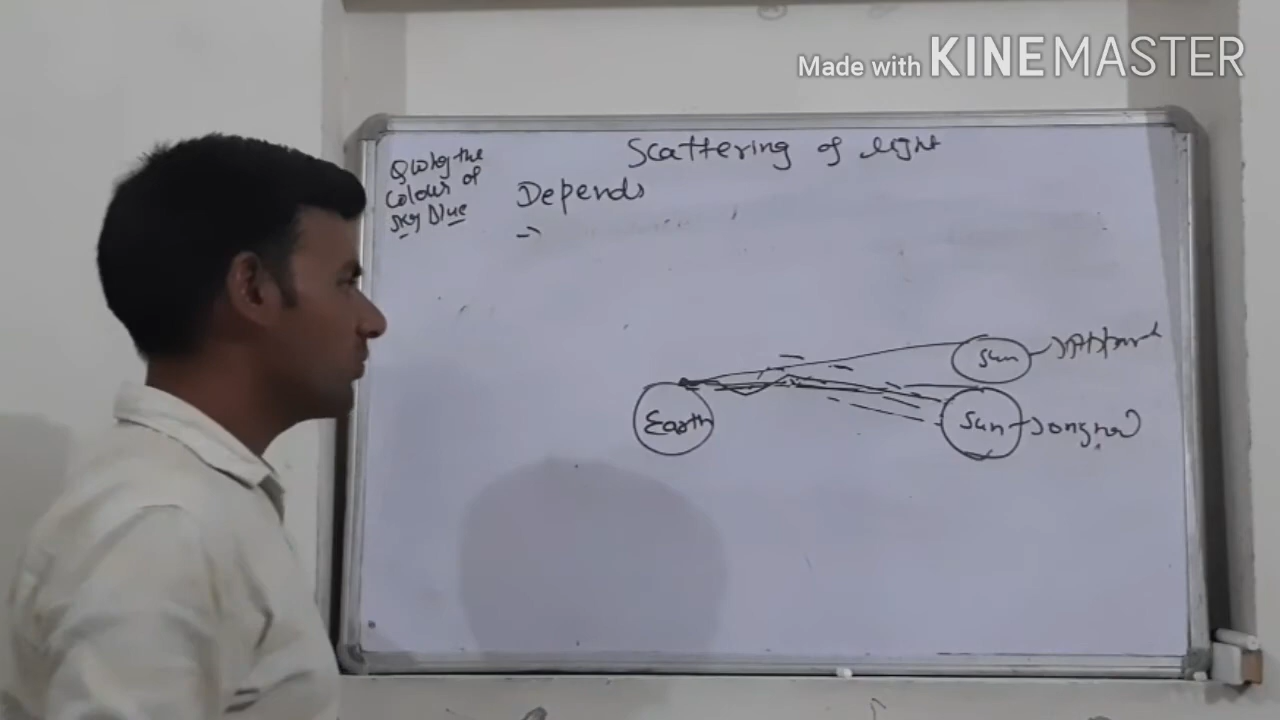 Made with KINEMASTER
Scattering of light
Q Why the
Colour of
Sky Blue
Depends
Sun
Earth
Sun